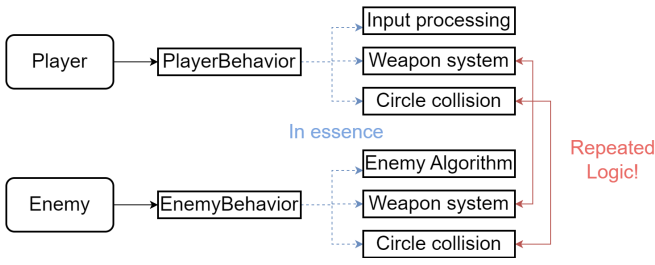 Input processing
Player
PlayerBehavior
Weapon system
Circle collision
In essence
Repeated
Logic!
Enemy Algorithm
Enemy
EnemyBehavior
Weapon system
Circle collision